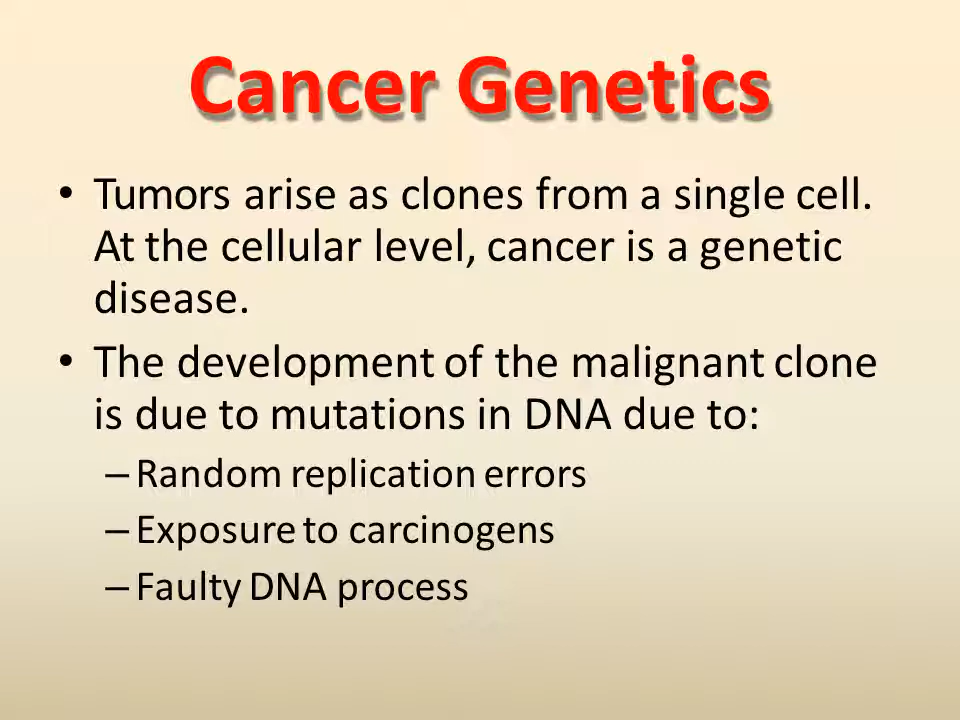 Cancer Genetics
• Tumors arise as clones from a single cell.
At the cellular level, cancer is a genetic
disease.
• The development of the malignant clone
is due to mutations in DNA due to:
– Random replication errors
– Exposure to carcinogens
– Faulty DNA process